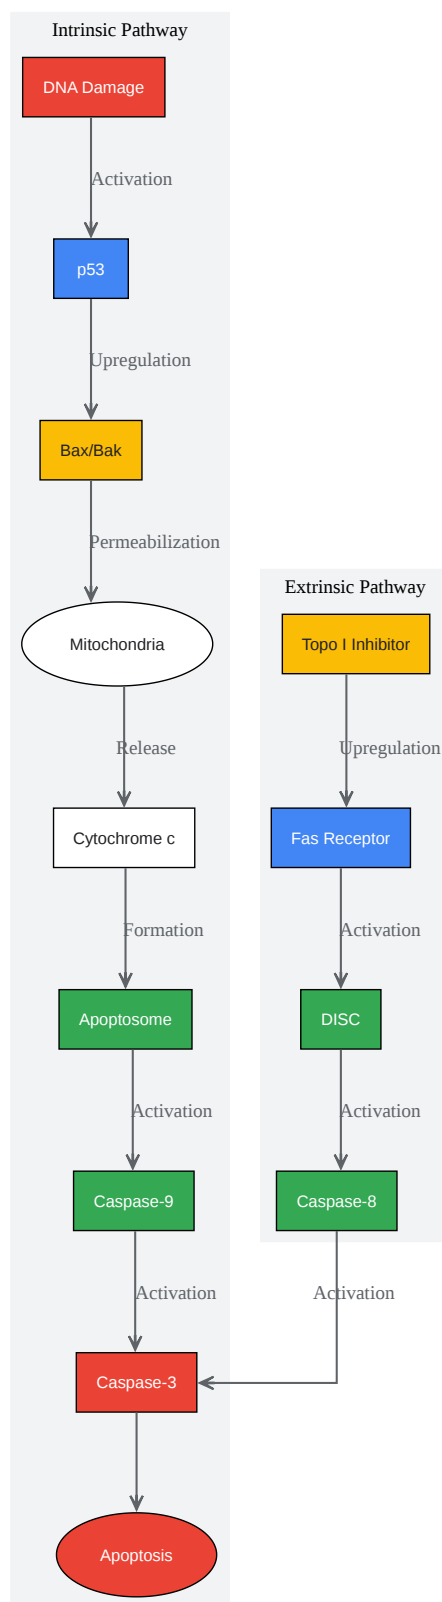 Intrinsic Pathway
DNA Damage
Activation
p53
Upregulation
Bax/Bak
Permeabilization
Mitochondria
Release
Cytochrome c
Formation
Apoptosome
Activation
Caspase-9
Activation
Caspase-3
Apoptosis
Extrinsic Pathway
Topo I Inhibitor
Upregulation
Fas Receptor
Activation
DISC
Activation
Caspase-8
Activation